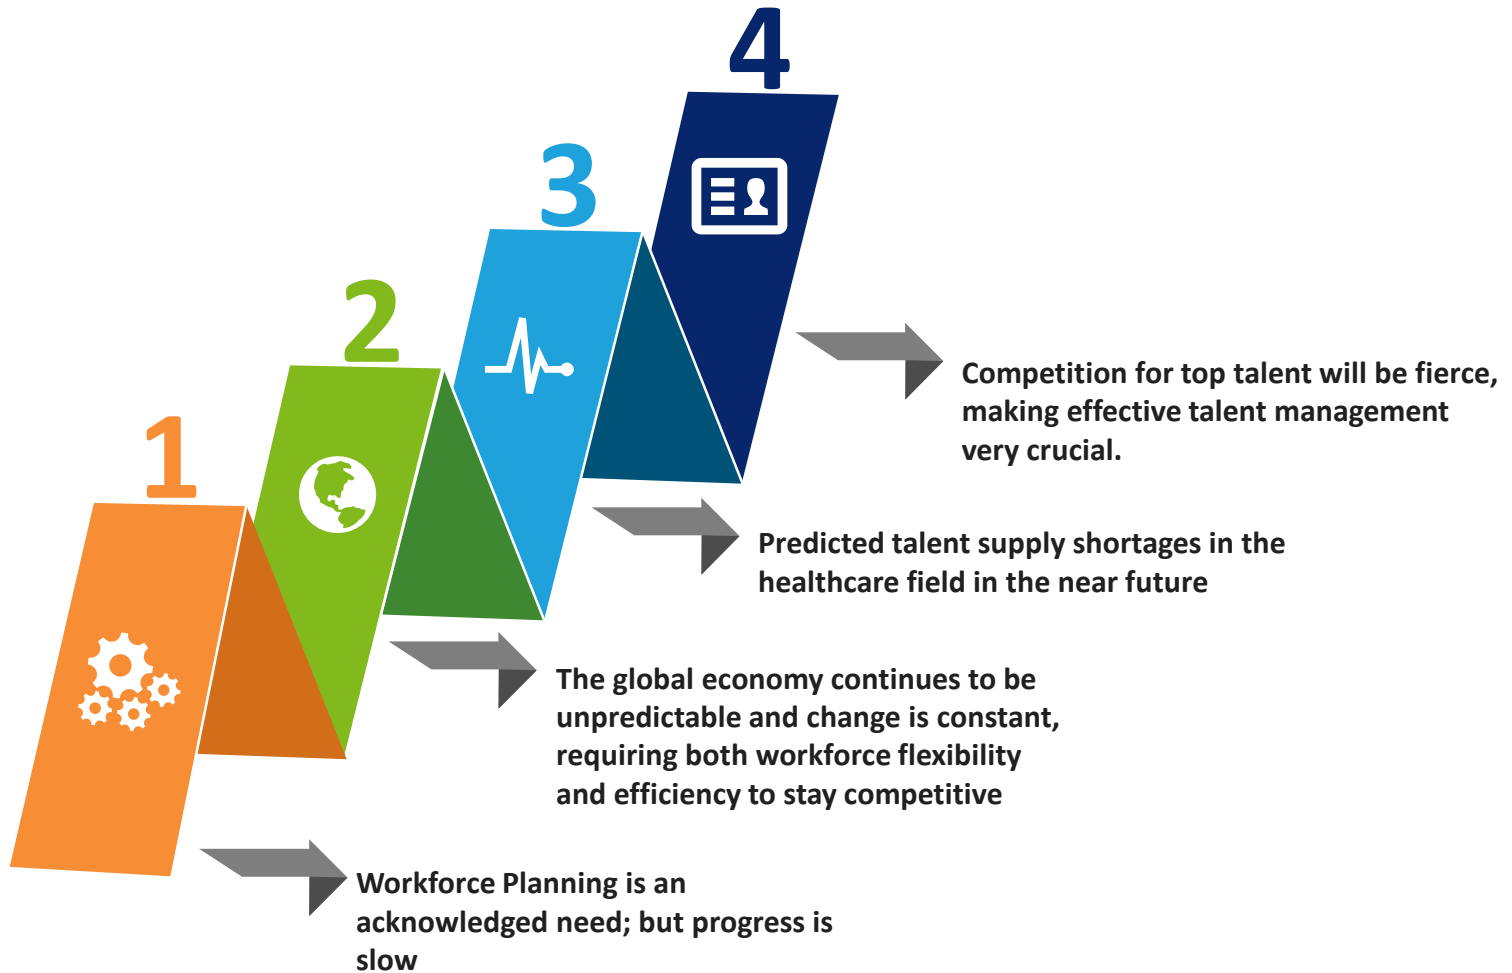 4
3
2
1
Competition for top talent will be fierce,
making effective talent management
very crucial.
Predicted talent supply shortages in the
healthcare field in the near future
The global economy continues to be
unpredictable and change is constant,
requiring both workforce flexibility
and efficiency to stay competitive
Workforce Planning is an
acknowledged need; but progress is
slow